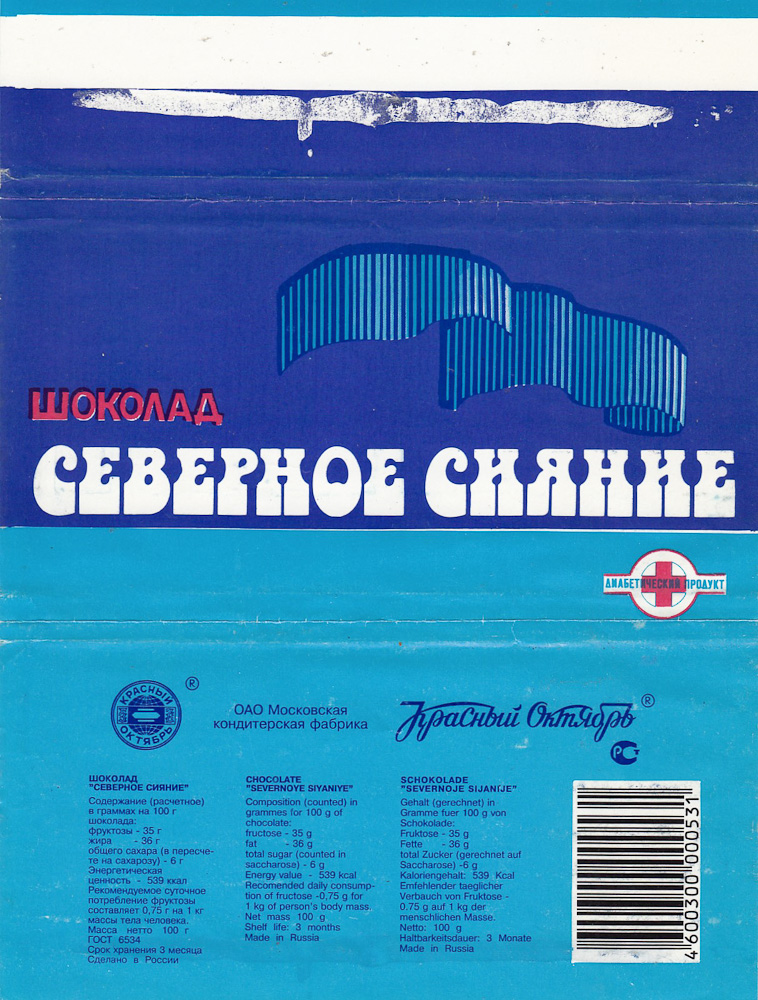 ШОКОЛАД
СЕВЕРНОЕ СИЯНИЕ
ДИАБЕТИЧЕСКИЙ ПРОДУКТ
КРАСНЫЙ
ОКТЯБРЬ
®
ОАО Московская
кондитерская фабрика
Красный Октябрь ®
РСТ
ШОКОЛАД
"СЕВЕРНОЕ СИЯНИЕ"
Содержание (расчетное)
в граммах на 100 г
шоколада:
фруктозы - 35 г
жира - 36 г
общего сахара (в пересче-
те на сахарозу) - 6 г
Энергетическая
ценность - 539 ккал
Рекомендуемое суточное
потребление фруктозы
составляет 0,75 г на 1 кг
массы тела человека.
Масса нетто 100 г
ГОСТ 6534
Срок хранения 3 месяца
Сделано в России
CHOCOLATE
"SEVERNOYE SIYANIYE"
Composition (counted) in
grammes for 100 g of
chocolate:
fructose - 35 g
fat - 36 g
total sugar (counted in
saccharose) - 6 g
Energy value - 539 kcal
Recomended daily consump-
tion of fructose -0,75 g for
1 kg of person's body mass.
Net mass 100 g
Shelf life: 3 months
Made in Russia
SCHOKOLADE
"SEVERNOJE SIJANIJE"
Gehalt (gerechnet) in
Gramme fuer 100 g von
Schokolade:
Fruktose - 35 g
Fette - 36 g
total Zucker (gerechnet auf
Saccharose) -6 g
Kaloriengehalt: 539 Kcal
Emfehlender taeglicher
Verbauch von Fruktose -
0.75 g auf 1 kg der
menschlichen Masse.
Netto: 100 g
Haltbarkeitsdauer: 3 Monate
Made in Russia
4 600300 000531